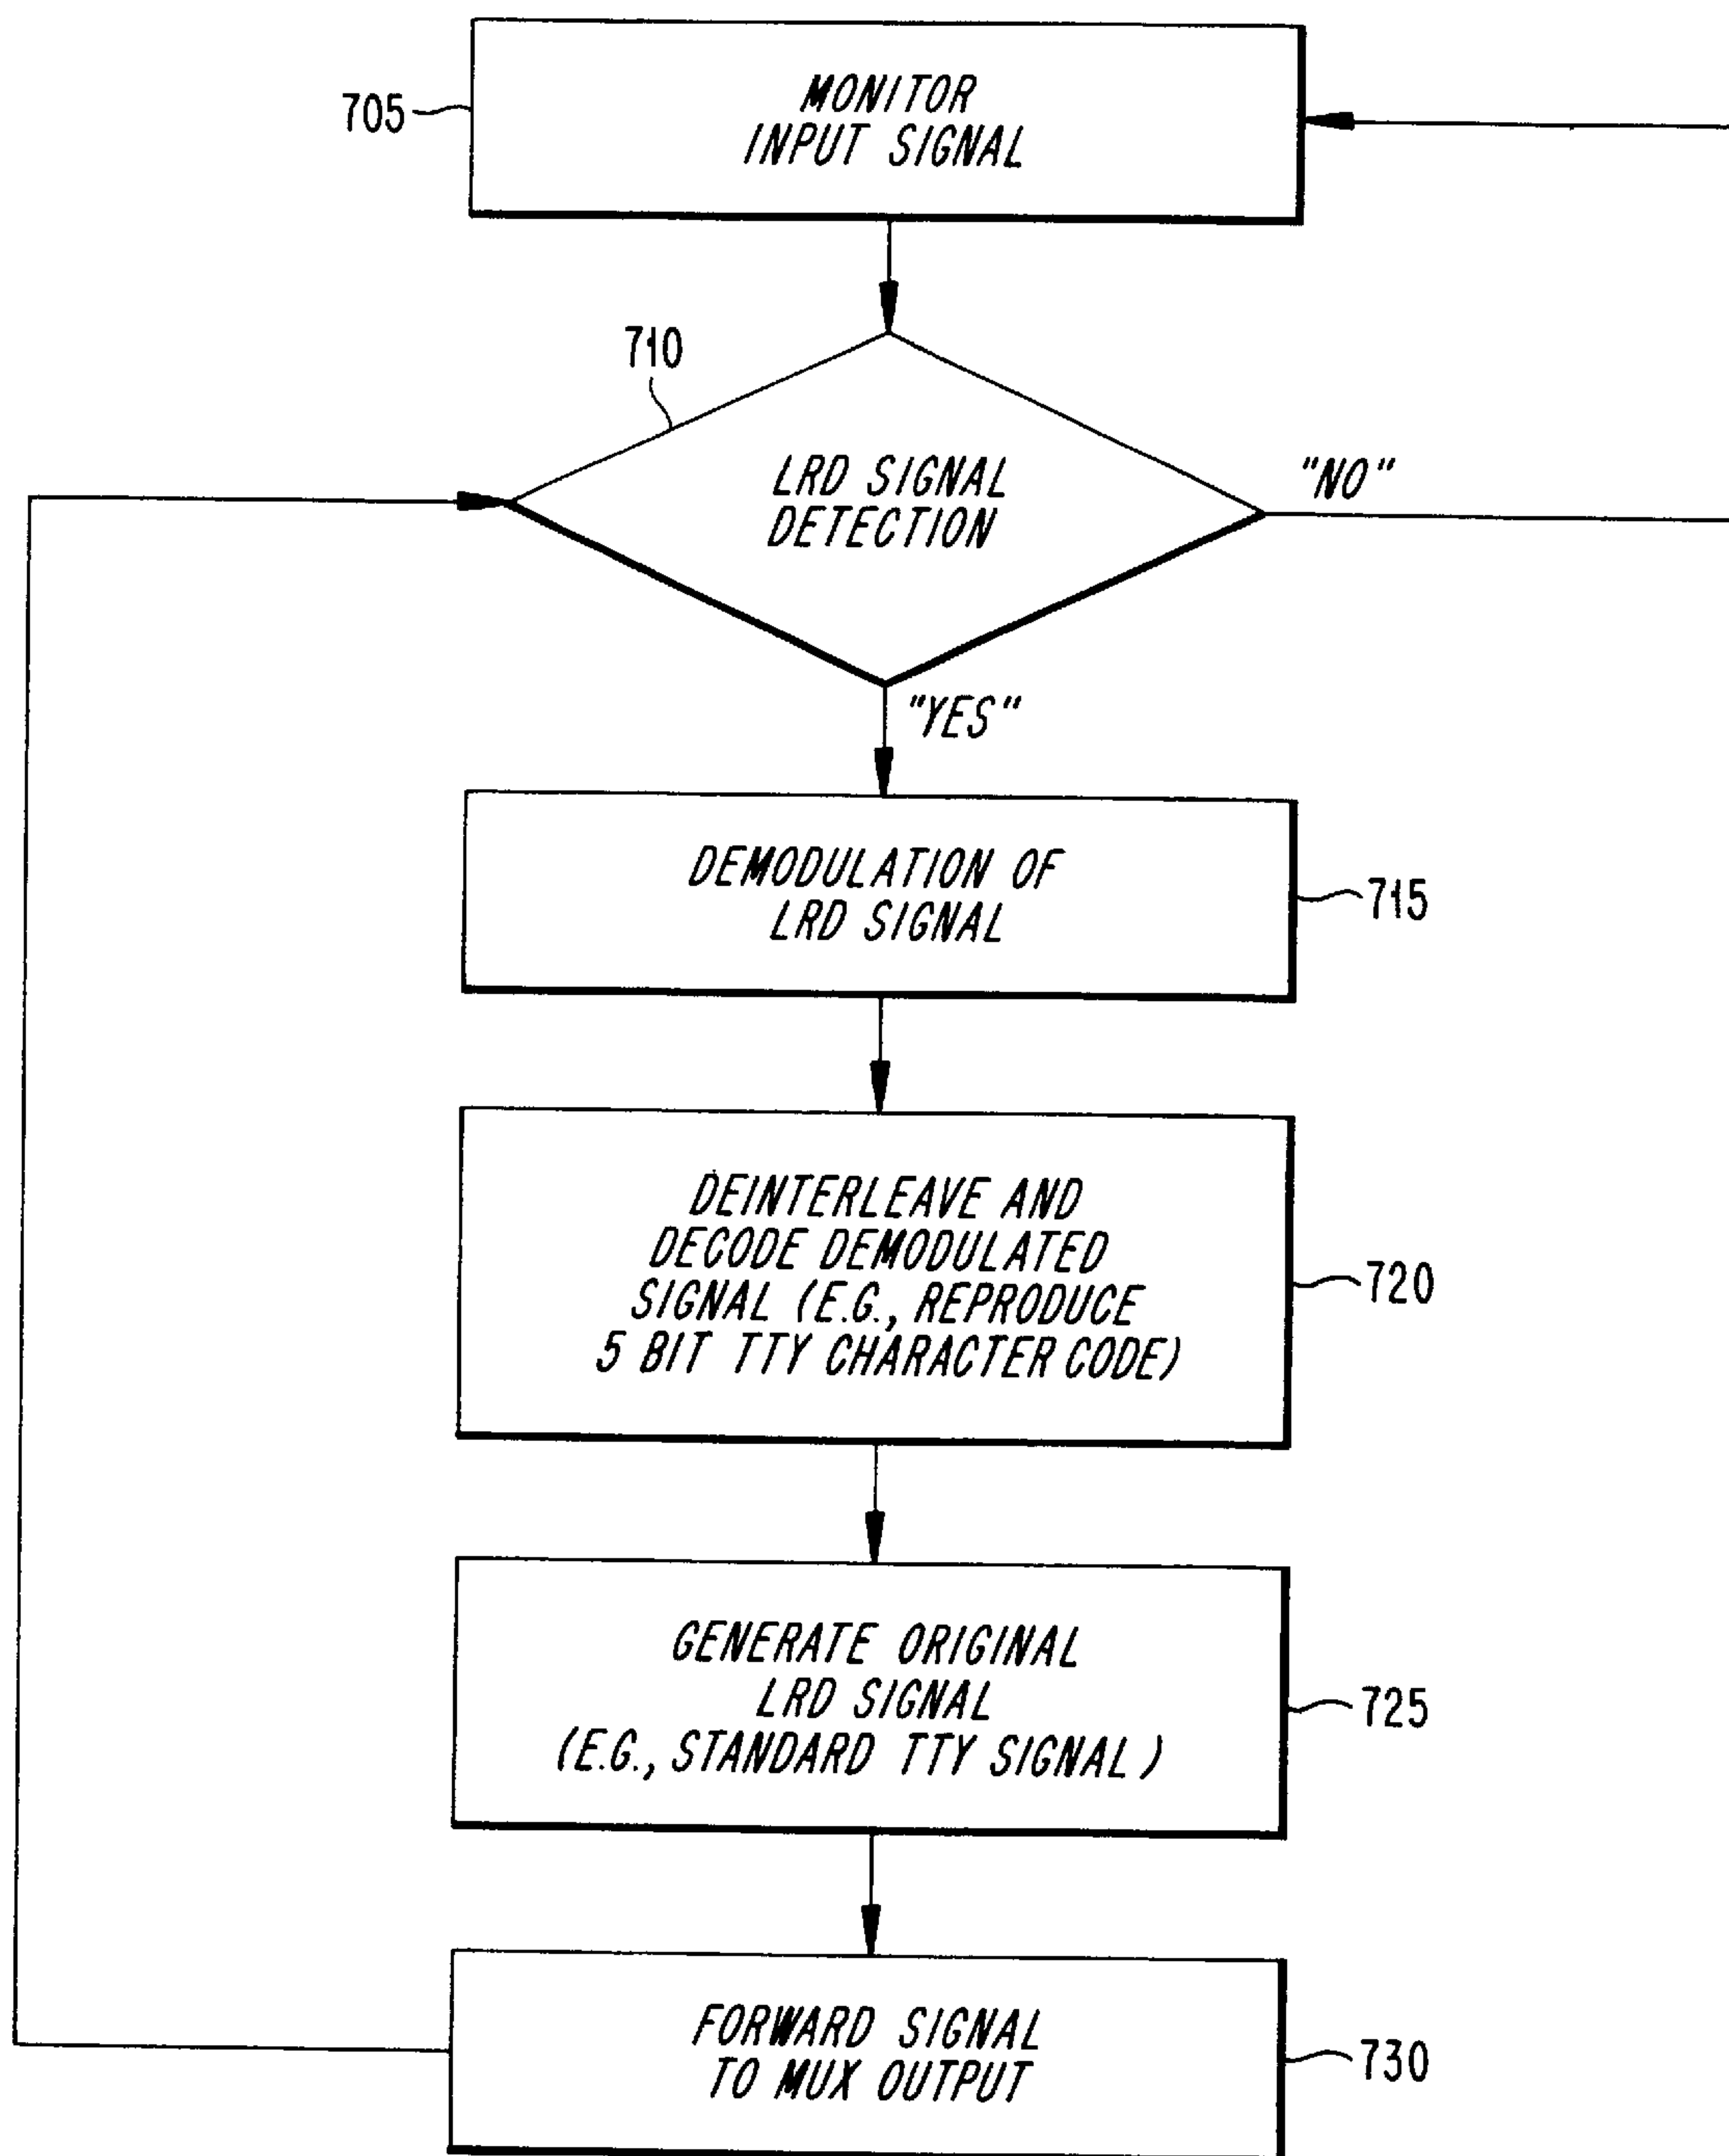 705
MONITOR
INPUT SIGNAL
710
LRD SIGNAL
DETECTION
"NO"
"YES"
DEMODULATION OF
LRD SIGNAL
715
DEINTERLEAVE AND
DECODE DEMODULATED
SIGNAL (E.G., REPRODUCE
5 BIT TTY CHARACTER CODE)
720
GENERATE ORIGINAL
LRD SIGNAL
(E.G., STANDARD TTY SIGNAL)
725
FORWARD SIGNAL
TO MUX OUTPUT
730